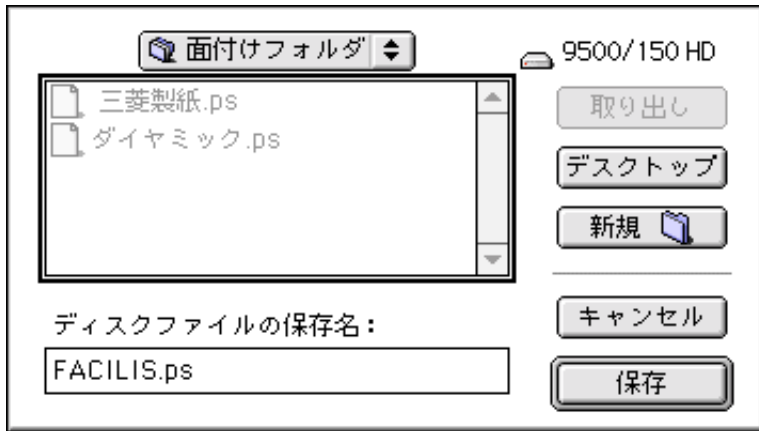 面付けフォルダ
9500/150 HD
三菱製紙.ps
ダイヤミック.ps
取り出し
デスクトップ
新規
ディスクファイルの保存名：
FACILIS.ps
キャンセル
保存